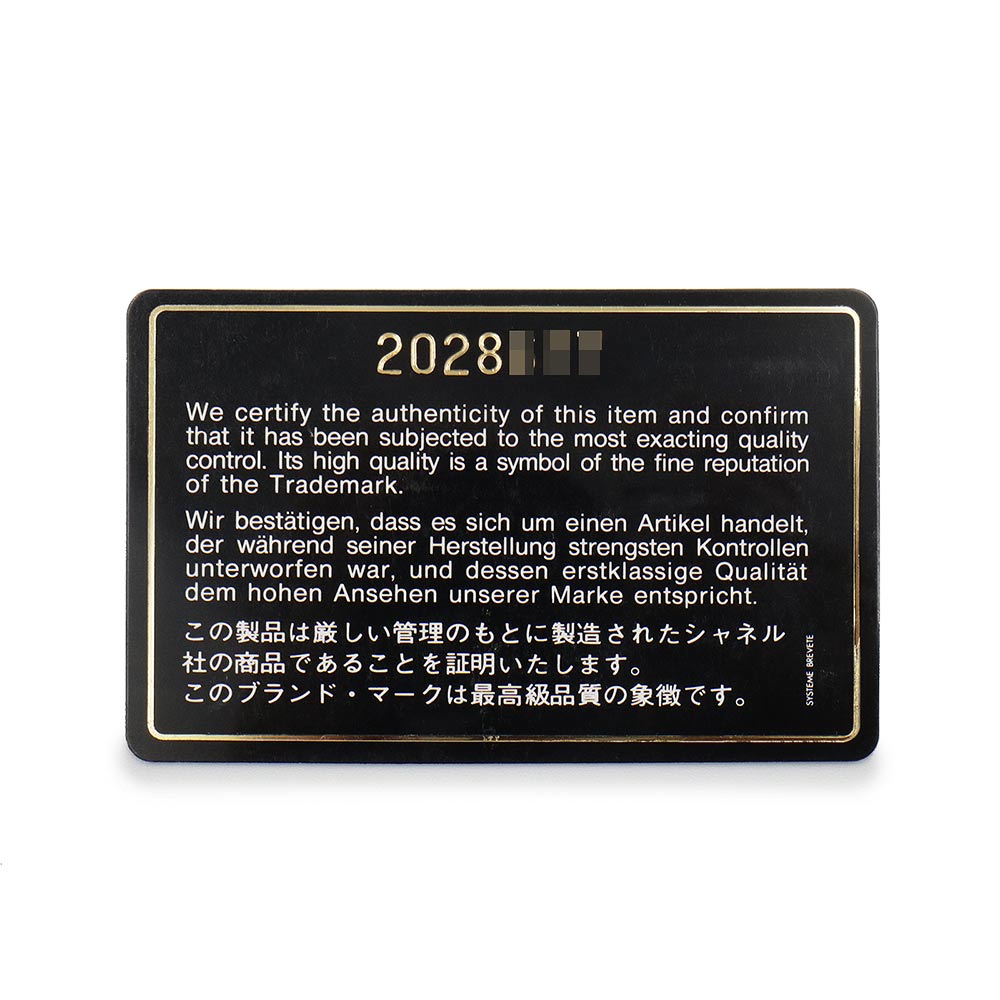 2028
We certify the authenticity of this item and confirm
that it has been subjected to the most exacting quality
control. Its high quality is a symbol of the fine reputation
of the Trademark.
Wir bestätigen, dass es sich um einen Artikel handelt,
der während seiner Herstellung strengsten Kontrollen
unterworfen war, und dessen erstklassige Qualität
dem hohen Ansehen unserer Marke entspricht.
この製品は厳しい管理のもとに製造されたシャネル
社の商品であることを証明いたします。
このブランド・マークは最高級品質の象徴です。
SYSTEME BREVETE